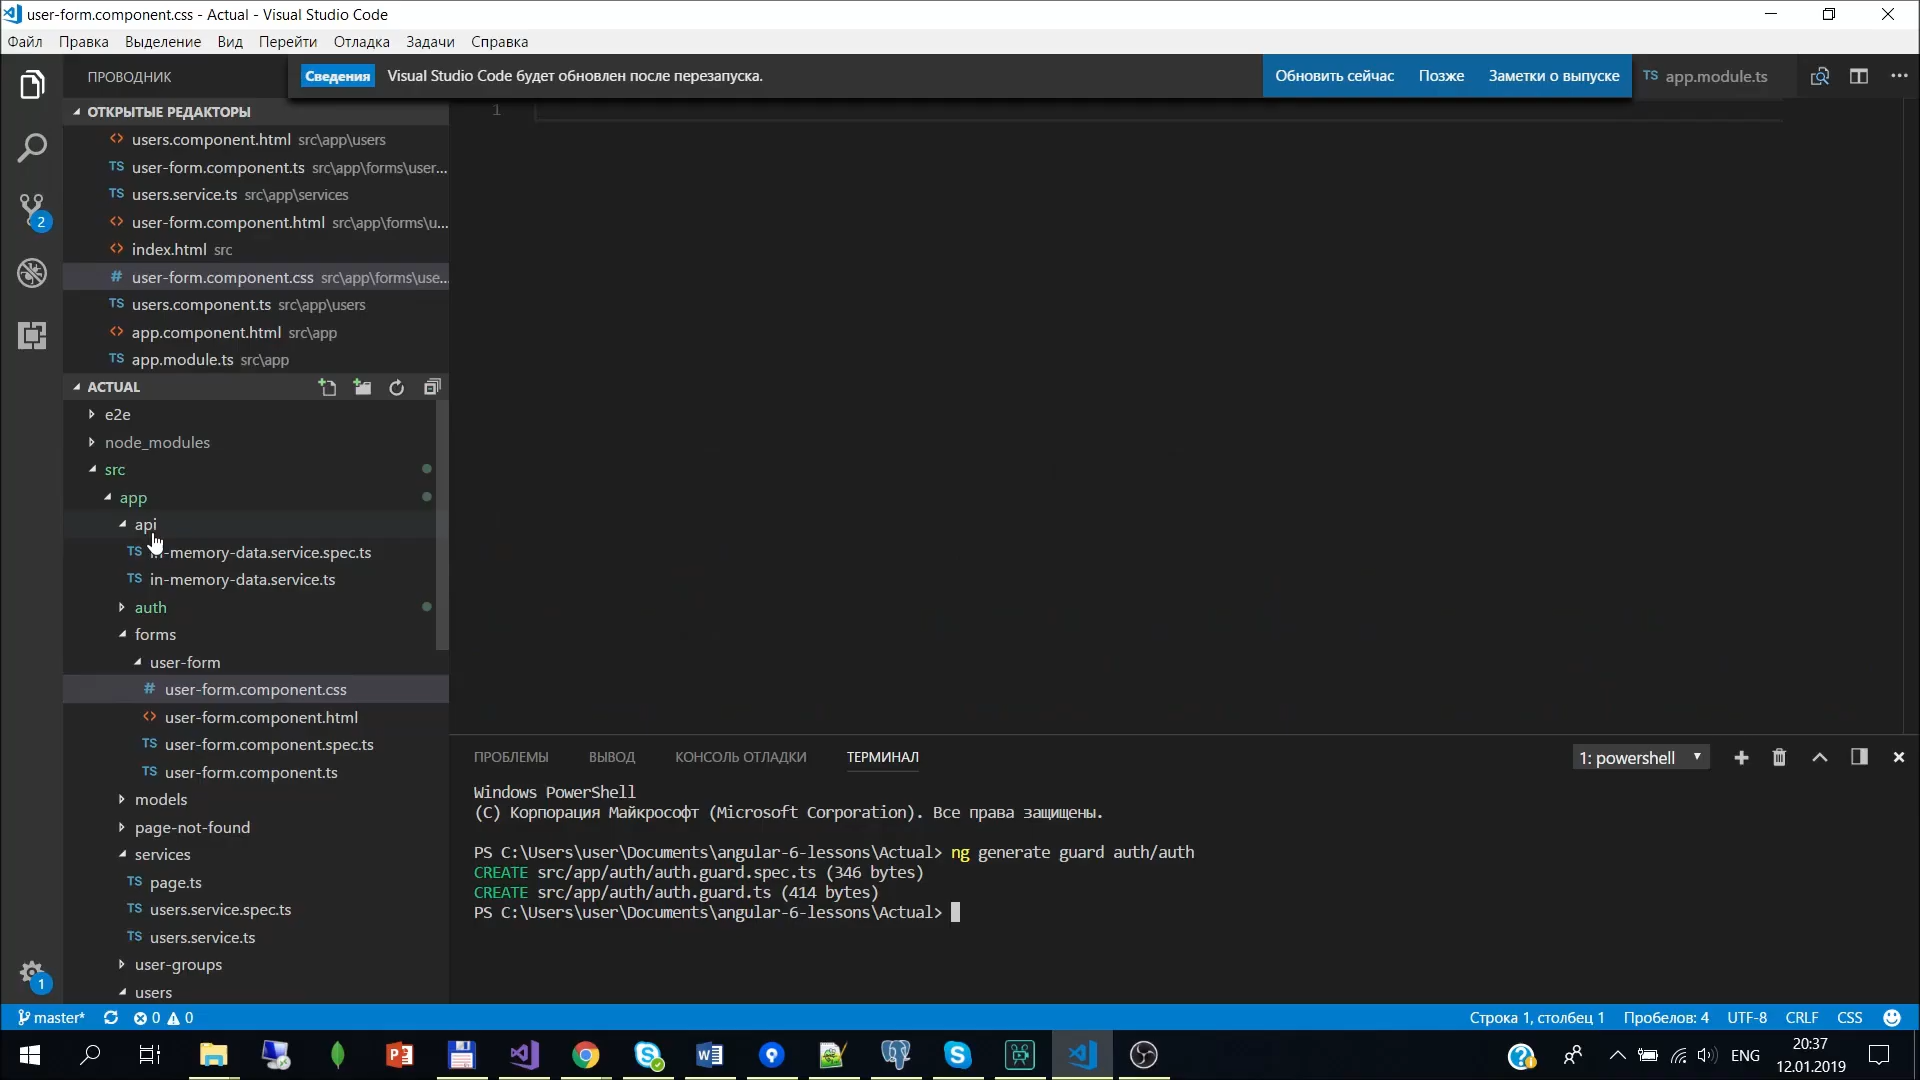 user-form.component.css - Actual - Visual Studio Code
Файл Правка Выделение Вид Перейти Отладка Задачи Справка
ПРОВОДНИК
Сведения Visual Studio Code будет обновлен после перезапуска.
Обновить сейчас Позже Заметки о выпуске
TS app.module.ts
ОТКРЫТЫЕ РЕДАКТОРЫ
1
<> users.component.html src\app\users
TS user-form.component.ts src\app\forms\user...
TS users.service.ts src\app\services
<> user-form.component.html src\app\forms\u...
<> index.html src
# user-form.component.css src\app\forms\use...
TS users.component.ts src\app\users
<> app.component.html src\app
TS app.module.ts src\app
ACTUAL
e2e
node_modules
src
app
api
TS in-memory-data.service.spec.ts
TS in-memory-data.service.ts
auth
forms
user-form
# user-form.component.css
<> user-form.component.html
TS user-form.component.spec.ts
TS user-form.component.ts
models
page-not-found
services
TS page.ts
TS users.service.spec.ts
TS users.service.ts
user-groups
users
2
1
ПРОБЛЕМЫ ВЫВОД КОНСОЛЬ ОТЛАДКИ ТЕРМИНАЛ
1: powershell
Windows PowerShell
(C) Корпорация Майкрософт (Microsoft Corporation). Все права защищены.
PS C:\Users\user\Documents\angular-6-lessons\Actual> ng generate guard auth/auth
CREATE src/app/auth/auth.guard.spec.ts (346 bytes)
CREATE src/app/auth/auth.guard.ts (414 bytes)
PS C:\Users\user\Documents\angular-6-lessons\Actual>
master* 0 0
Строка 1, столбец 1 Пробелов: 4 UTF-8 CRLF CSS
ENG
20:37
12.01.2019